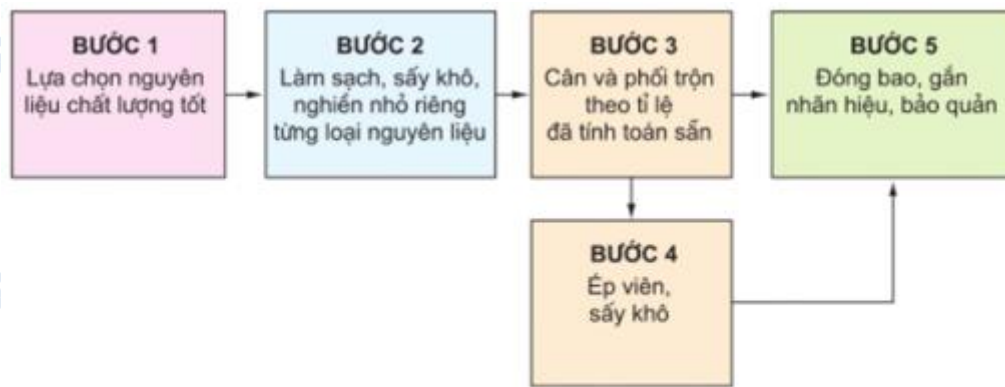 BƯỚC 1
Lựa chọn nguyên
liệu chất lượng tốt
BƯỚC 2
Làm sạch, sấy khô,
nghiền nhỏ riêng
từng loại nguyên liệu
BƯỚC 3
Cân và phối trộn
theo tỉ lệ
đã tính toán sẵn
BƯỚC 5
Đóng bao, gắn
nhãn hiệu, bảo quản
BƯỚC 4
Ép viên,
sấy khô